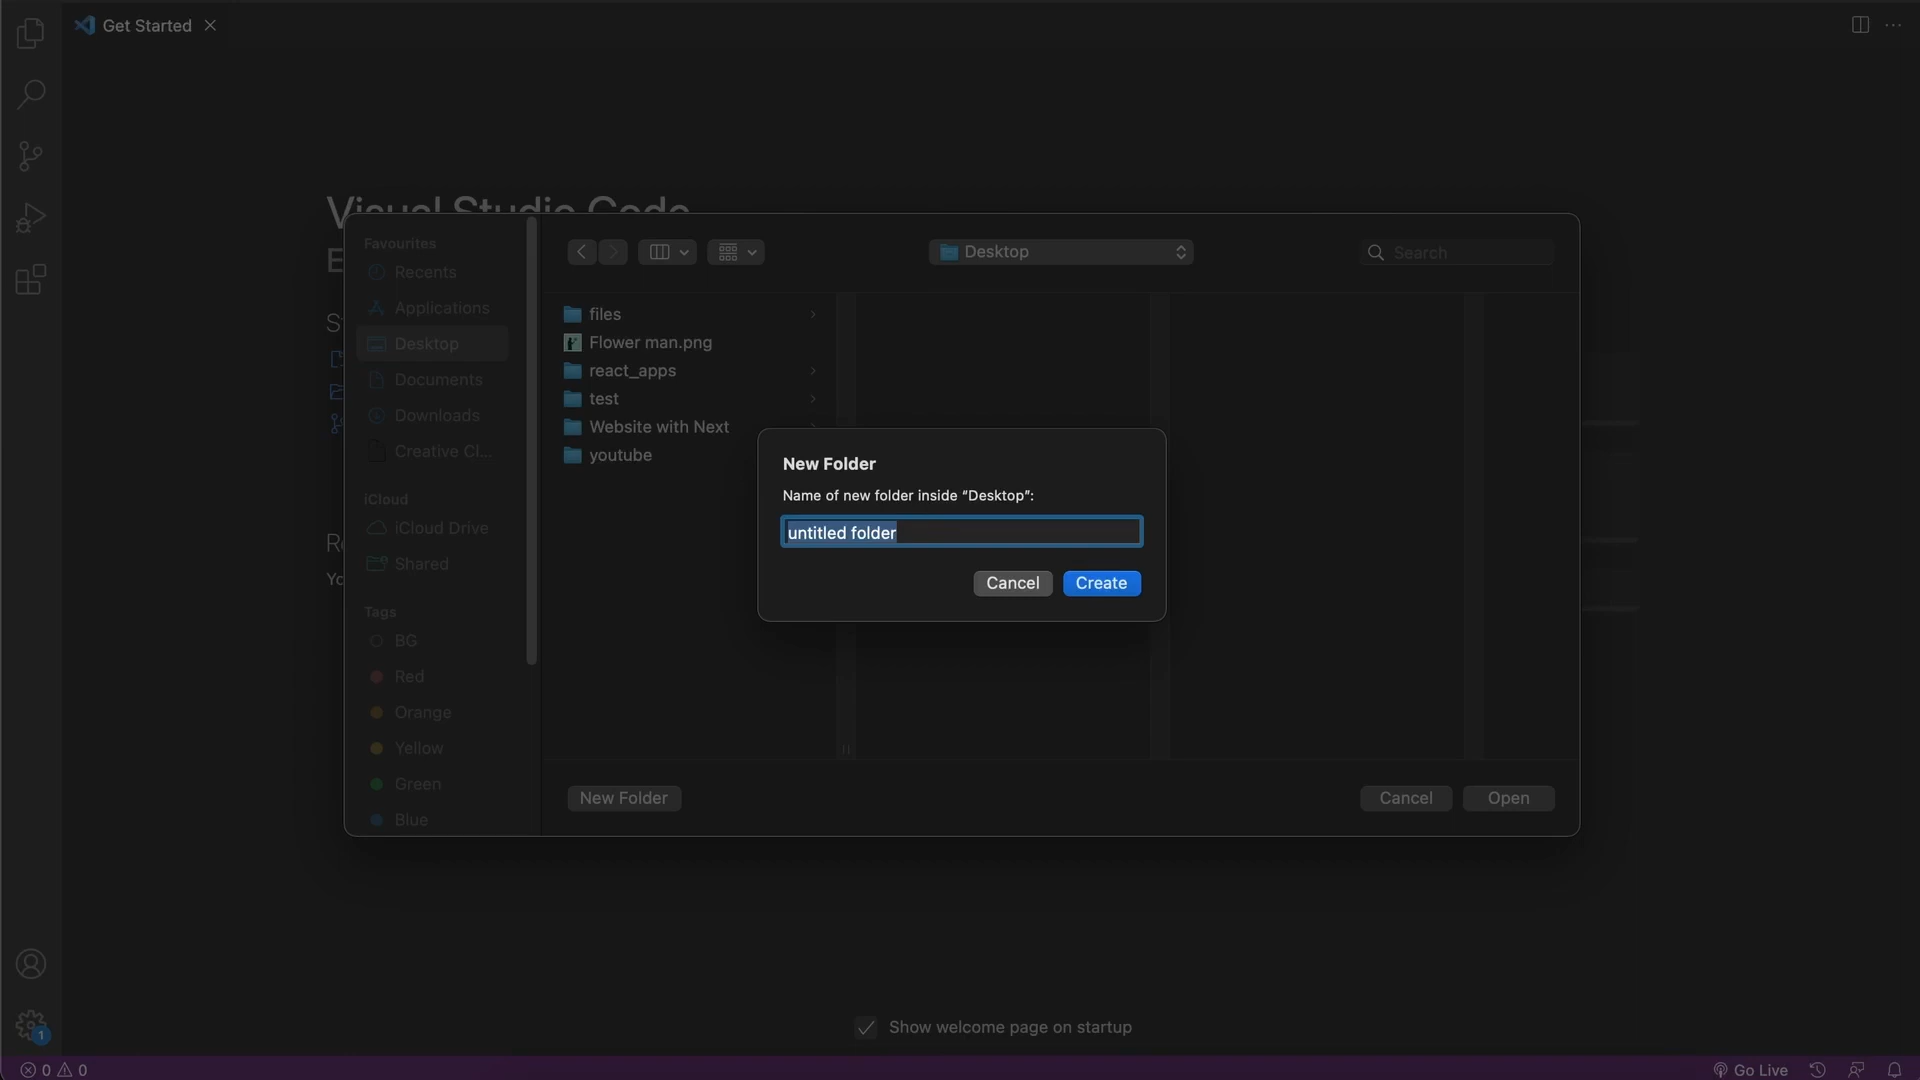 Get Started
Visual Studio Code
Favourites
Recents
Applications
Desktop
Documents
Downloads
Creative Cl...
iCloud
iCloud Drive
Shared
Tags
BG
Red
Orange
Yellow
Green
Blue
Desktop
Search
files
Flower man.png
react_apps
test
Website with Next
youtube
New Folder
Name of new folder inside “Desktop”:
untitled folder
Cancel
Create
New Folder
Cancel
Open
Show welcome page on startup
1
0
0
Go Live